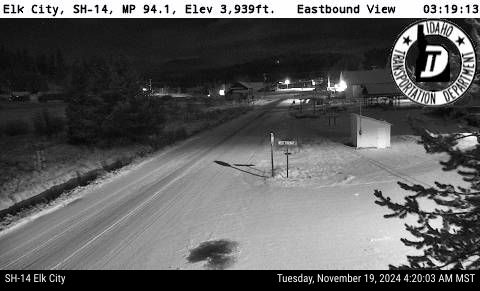 Elk City, SH-14, MP 94.1, Elev 3,939ft. Eastbound View 03:19:13
IDAHO
TRANSPORTATION DEPARTMENT
SH-14 Elk City Tuesday, November 19, 2024 4:20:03 AM MST